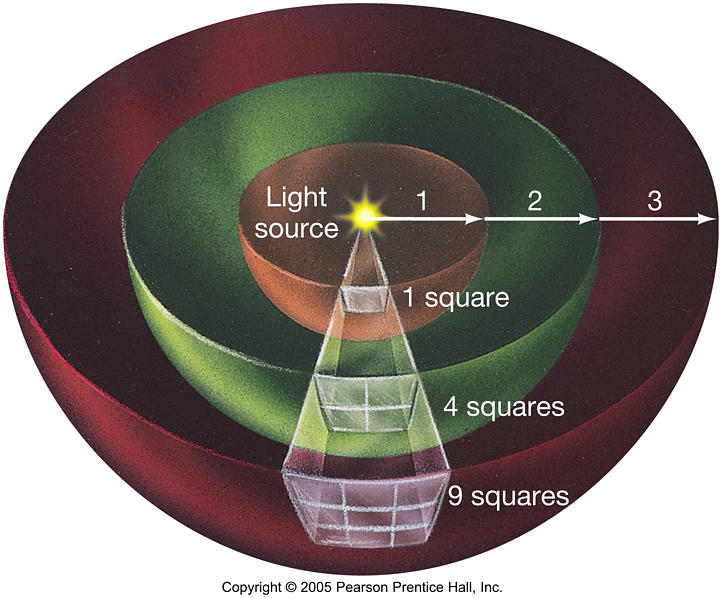 Light
source
1
2
3
1 square
4 squares
9 squares
Copyright © 2005 Pearson Prentice Hall, Inc.